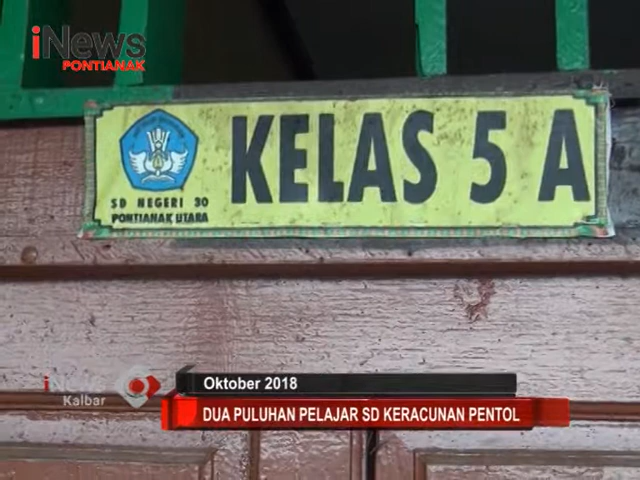 iNews
PONTIANAK
KELAS 5 A
SD NEGERI 30
PONTIANAK UTARA
Oktober 2018
Kalbar
DUA PULUHAN PELAJAR SD KERACUNAN PENTOL